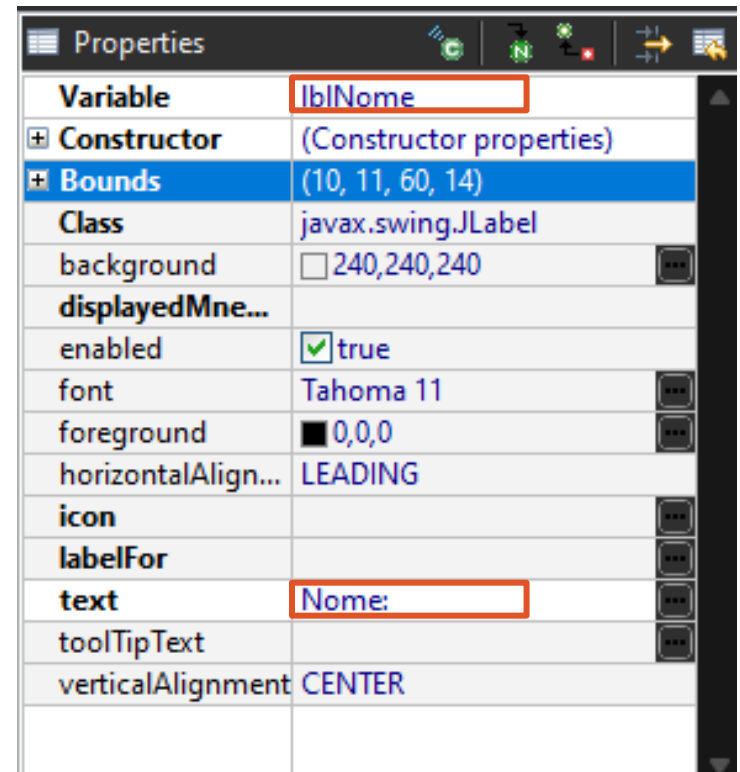 Properties
Variable lblNome
Constructor (Constructor properties)
Bounds (10, 11, 60, 14)
Class javax.swing.JLabel
background 240,240,240
displayedMne...
enabled true
font Tahoma 11
foreground 0,0,0
horizontalAlign... LEADING
icon
labelFor
text Nome:
toolTipText
verticalAlignment CENTER